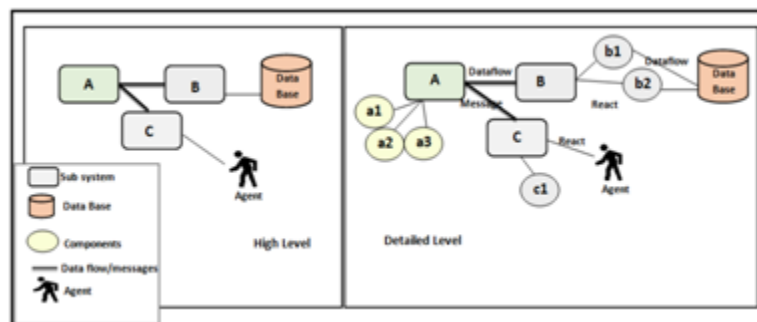 A
B
Data
Base
C
Agent
High Level
Sub system
Data Base
Components
Data flow/messages
Agent
b1
Dataflow
A
Dataflow
B
b2
Data
Base
Message
React
a1
a2
a3
C
React
Agent
c1
Detailed Level